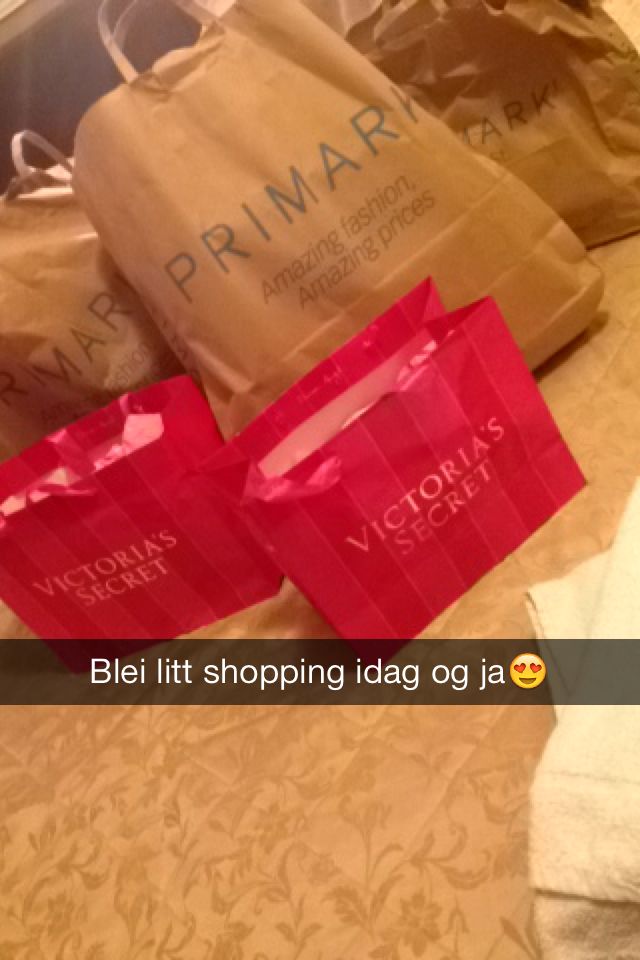 PRIMARK
Amazing fashion,
Amazing prices
VICTORIA'S
SECRET
VICTORIA'S
SECRET
Blei litt shopping idag og ja😍